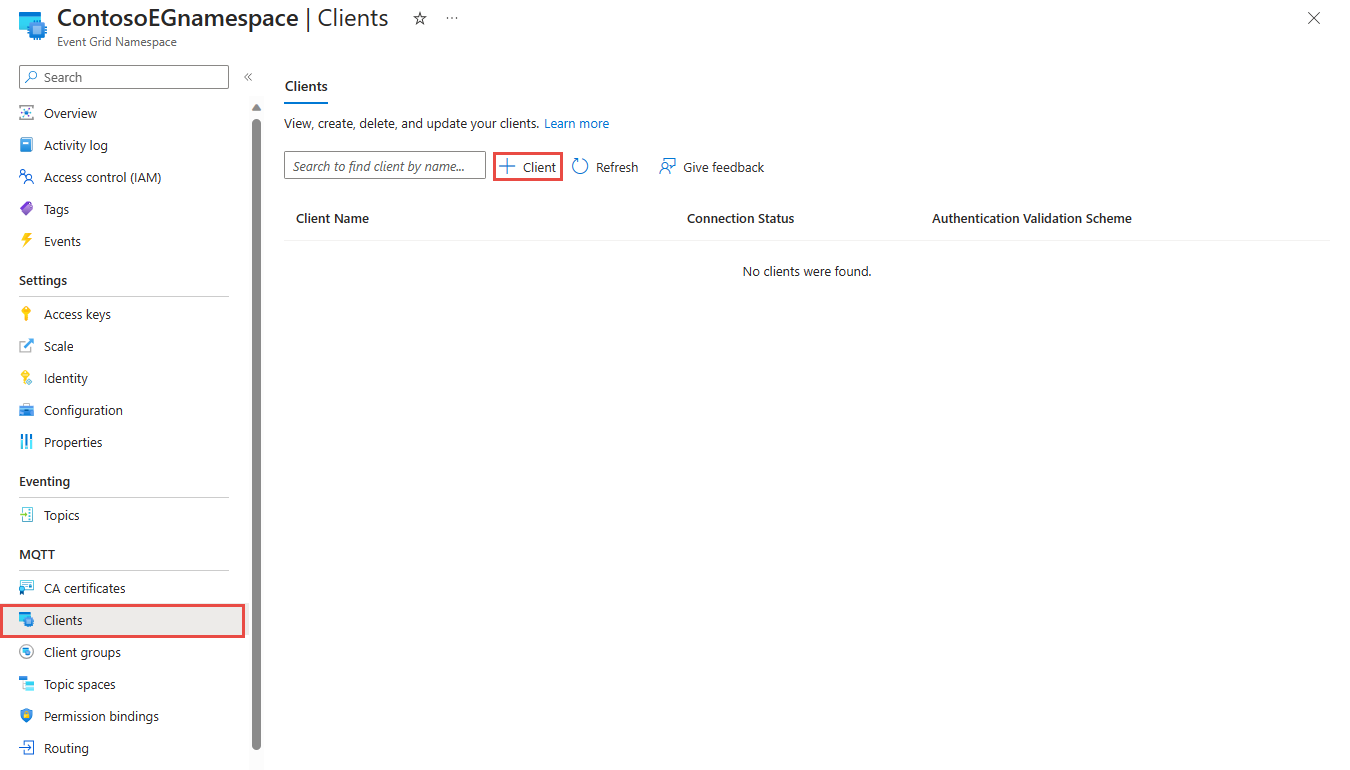 ContosoEGnamespace | Clients ...
Event Grid Namespace
Search
Overview
Activity log
Access control (IAM)
Tags
Events
Settings
Access keys
Scale
Identity
Configuration
Properties
Eventing
Topics
MQTT
CA certificates
Clients
Client groups
Topic spaces
Permission bindings
Routing
Clients
View, create, delete, and update your clients. Learn more
Search to find client by name... Client Refresh Give feedback
Client Name Connection Status Authentication Validation Scheme
No clients were found.